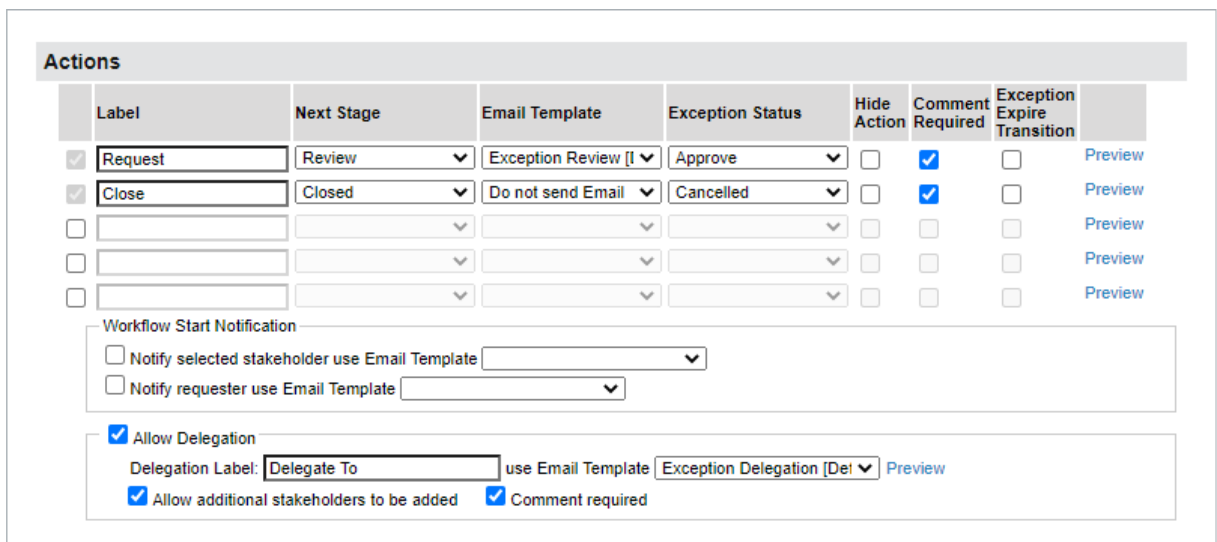 Actions
Label Next Stage Email Template Exception Status Hide Action Comment Required Exception Expire Transition
Request Review Exception Review [ Approve Preview
Close Closed Do not send Email Cancelled Preview
Preview
Preview
Preview
Workflow Start Notification
Notify selected stakeholder use Email Template
Notify requester use Email Template
Allow Delegation
Delegation Label: Delegate To use Email Template Exception Delegation [Def Preview
Allow additional stakeholders to be added Comment required